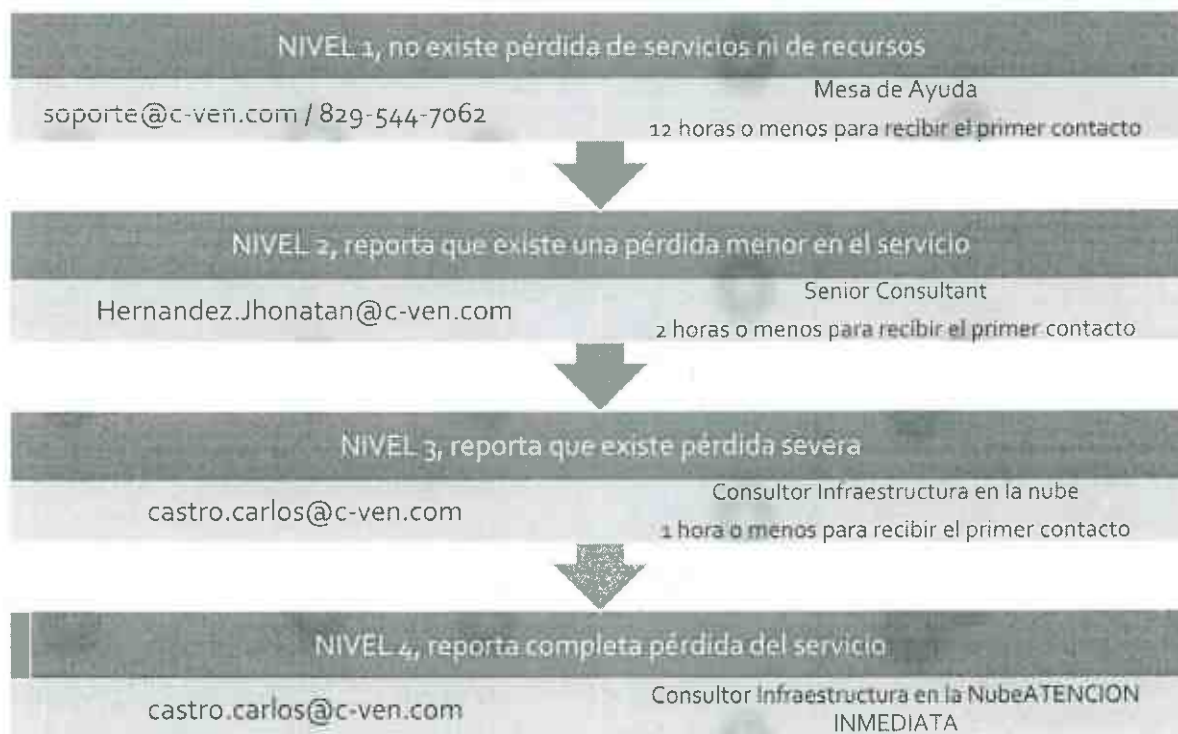 NIVEL 1, no existe pérdida de servicios ni de recursos
soporte@c-ven.com / 829-544-7062
Mesa de Ayuda
12 horas o menos para recibir el primer contacto
NIVEL 2, reporta que existe una pérdida menor en el servicio
Hernandez.Jhonatan@c-ven.com
Senior Consultant
2 horas o menos para recibir el primer contacto
NIVEL 3, reporta que existe pérdida severa
castro.carlos@c-ven.com
Consultor Infraestructura en la nube
1 hora o menos para recibir el primer contacto
NIVEL 4, reporta completa pérdida del servicio
castro.carlos@c-ven.com
Consultor Infraestructura en la NubeATENCION
INMEDIATA